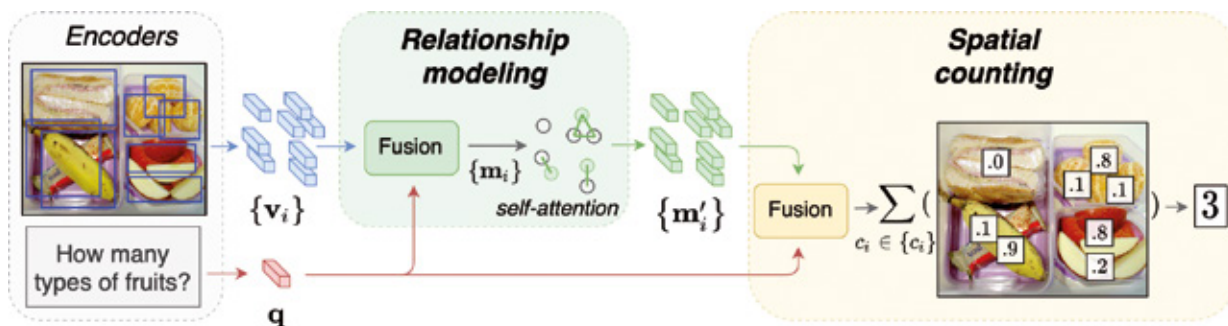 Encoders
How many
types of fruits?
{v_i}
q
Relationship
modeling
Fusion
{m_i}
self-attention
{m'_i}
Spatial
counting
Fusion
∑
c_i ∈ {c_i}
(
.0
.8
.1
.1
.1
.9
.8
.2
)
3